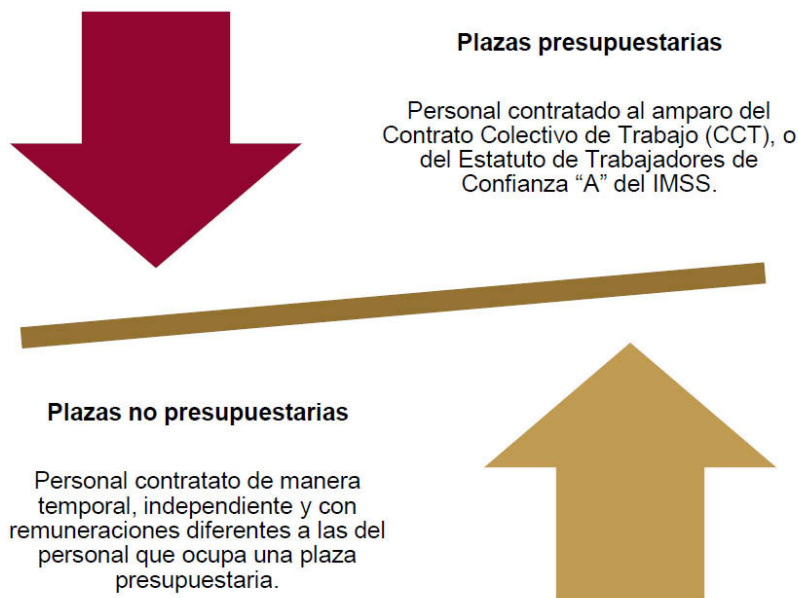 Plazas presupuestarias
Personal contratado al amparo del
Contrato Colectivo de Trabajo (CCT), o
del Estatuto de Trabajadores de
Confianza “A” del IMSS.
Plazas no presupuestarias
Personal contratato de manera
temporal, independiente y con
remuneraciones diferentes a las del
personal que ocupa una plaza
presupuestaria.